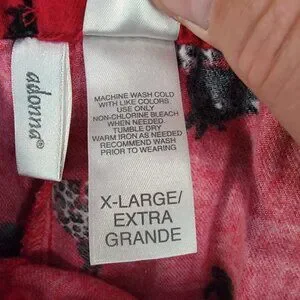 adonna®
MACHINE WASH COLD
WITH LIKE COLORS
USE ONLY
NON-CHLORINE BLEACH
WHEN NEEDED.
TUMBLE DRY
WARM IRON AS NEEDED
RECOMMEND WASH
PRIOR TO WEARING
X-LARGE/
EXTRA
GRANDE